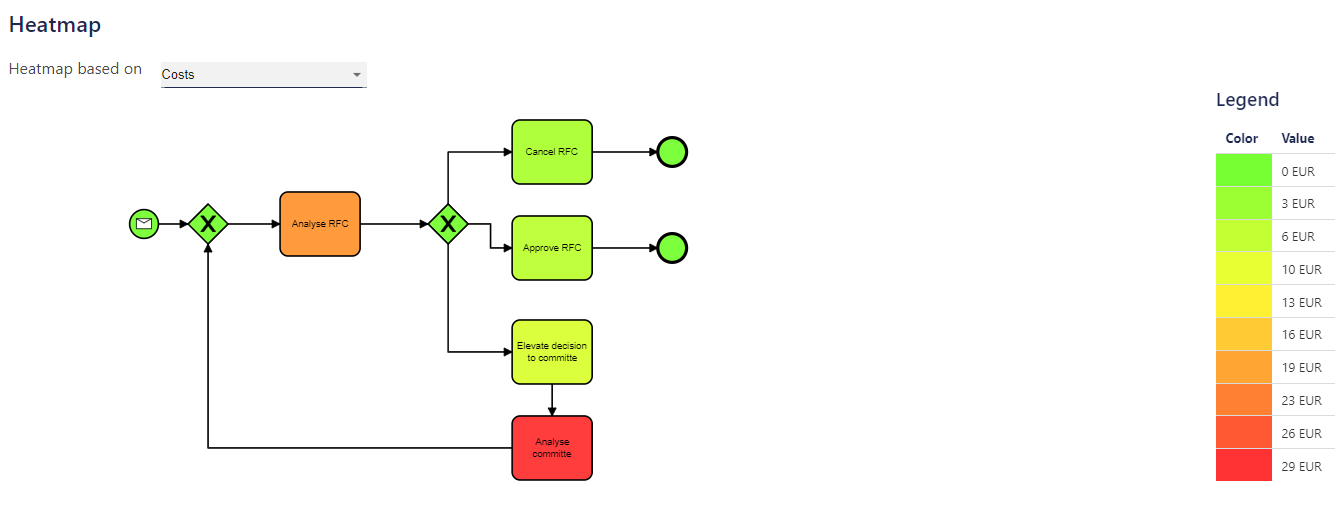 Heatmap
Heatmap based on Costs
Legend
Color Value
0 EUR
3 EUR
6 EUR
10 EUR
13 EUR
16 EUR
19 EUR
23 EUR
26 EUR
29 EUR
Cancel RFC
X
Analyse RFC
X
Approve RFC
Elevate decision
to committe
Analyse
committe